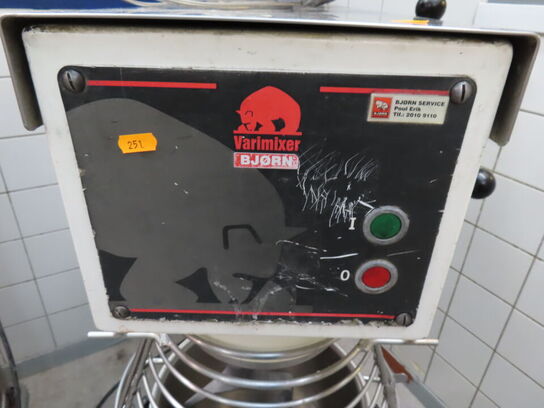 BJØRN SERVICE
Poul Erik
Tlf.: 2010 9110
251
Varimixer
BJØRN
I
O